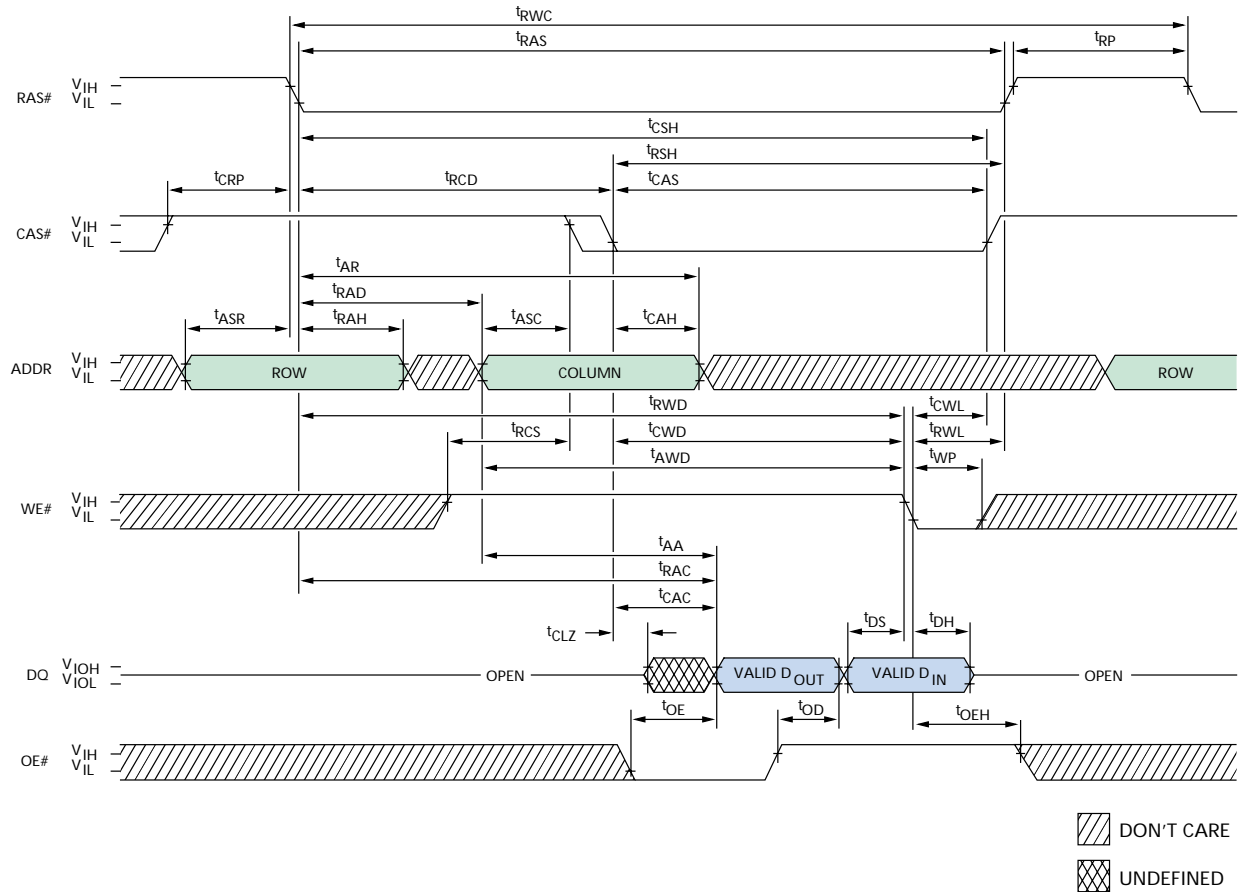 tRWC
tRAS
tRP
RAS# VIH
VIL
tCSH
tRSH
tCRP
tRCD
tCAS
CAS# VIH
VIL
tAR
tRAD
tASR
tRAH
tASC
tCAH
ADDR VIH
VIL
ROW
COLUMN
ROW
tRWD
tCWL
tRCS
tCWD
tRWL
tAWD
tWP
WE# VIH
VIL
tAA
tRAC
tCAC
tCLZ
tDS
tDH
DQ VIOH
VIOL
OPEN
VALID DOUT
VALID DIN
OPEN
tOE
tOD
tOEH
OE# VIH
VIL
DON'T CARE
UNDEFINED